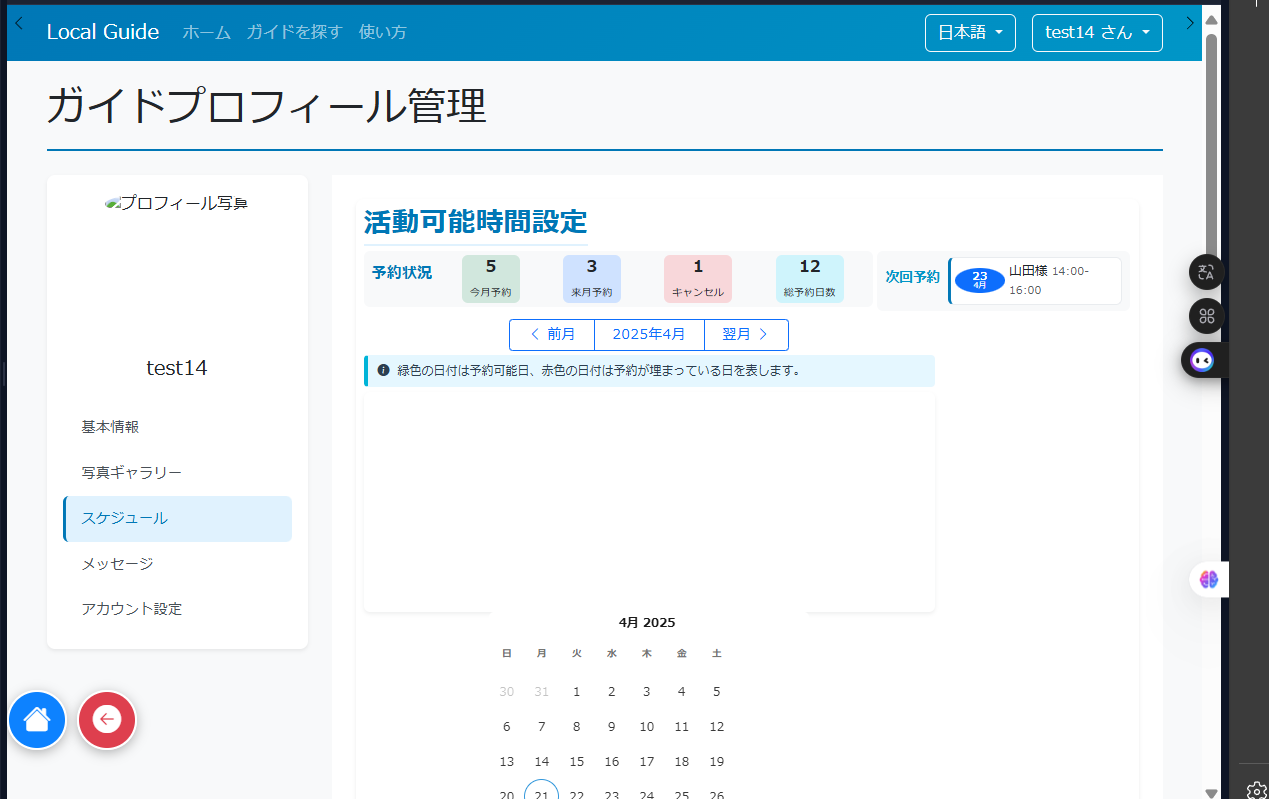 Local Guide ホーム ガイドを探す 使い方 日本語 test14 さん
ガイドプロフィール管理
プロフィール写真
test14
基本情報
写真ギャラリー
スケジュール
メッセージ
アカウント設定
活動可能時間設定
予約状況
5
今月予約
3
来月予約
1
キャンセル
12
総予約日数
次回予約
23
4月
山田様 14:00-
16:00
前月 2025年4月 翌月
緑色の日付は予約可能日、赤色の日付は予約が埋まっている日を表します。
4月 2025
日 月 火 水 木 金 土
30 31 1 2 3 4 5
6 7 8 9 10 11 12
13 14 15 16 17 18 19
20 21 22 23 24 25 26